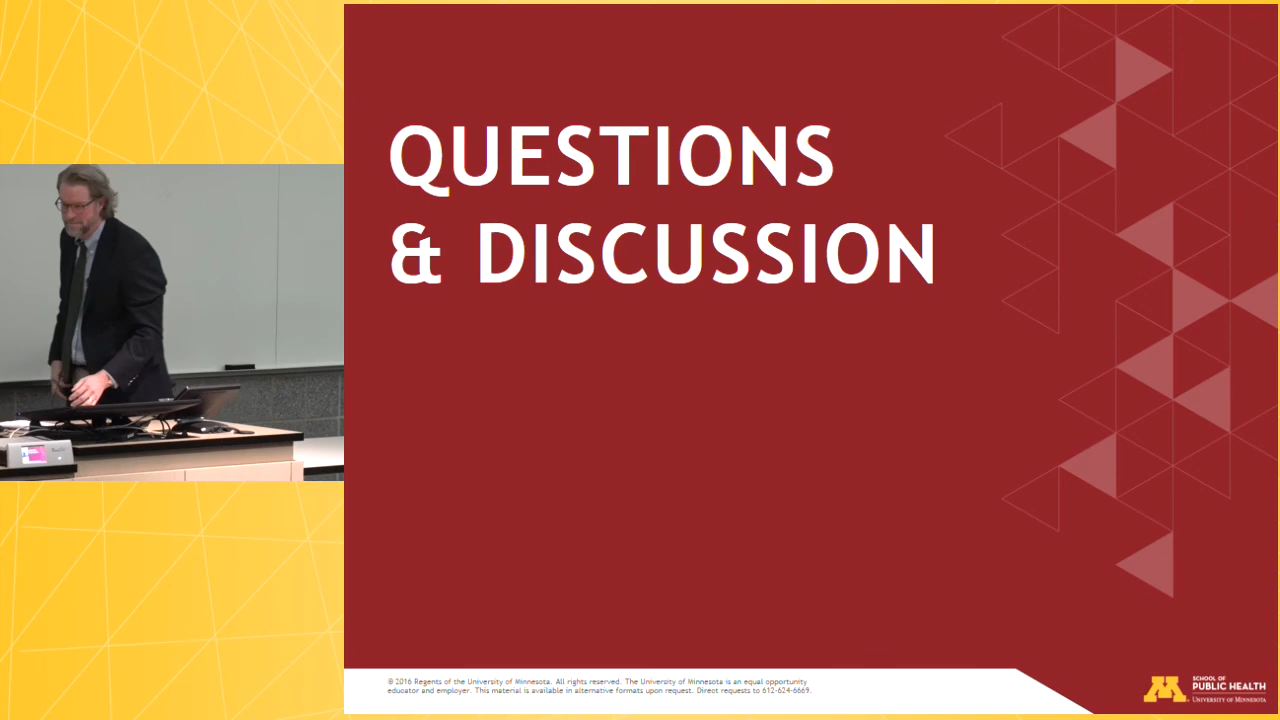 QUESTIONS
& DISCUSSION
© 2016 Regents of the University of Minnesota. All rights reserved. The University of Minnesota is an equal opportunity
educator and employer. This material is available in alternative formats upon request. Direct requests to 612-624-6669.
SCHOOL OF
PUBLIC HEALTH
UNIVERSITY OF MINNESOTA